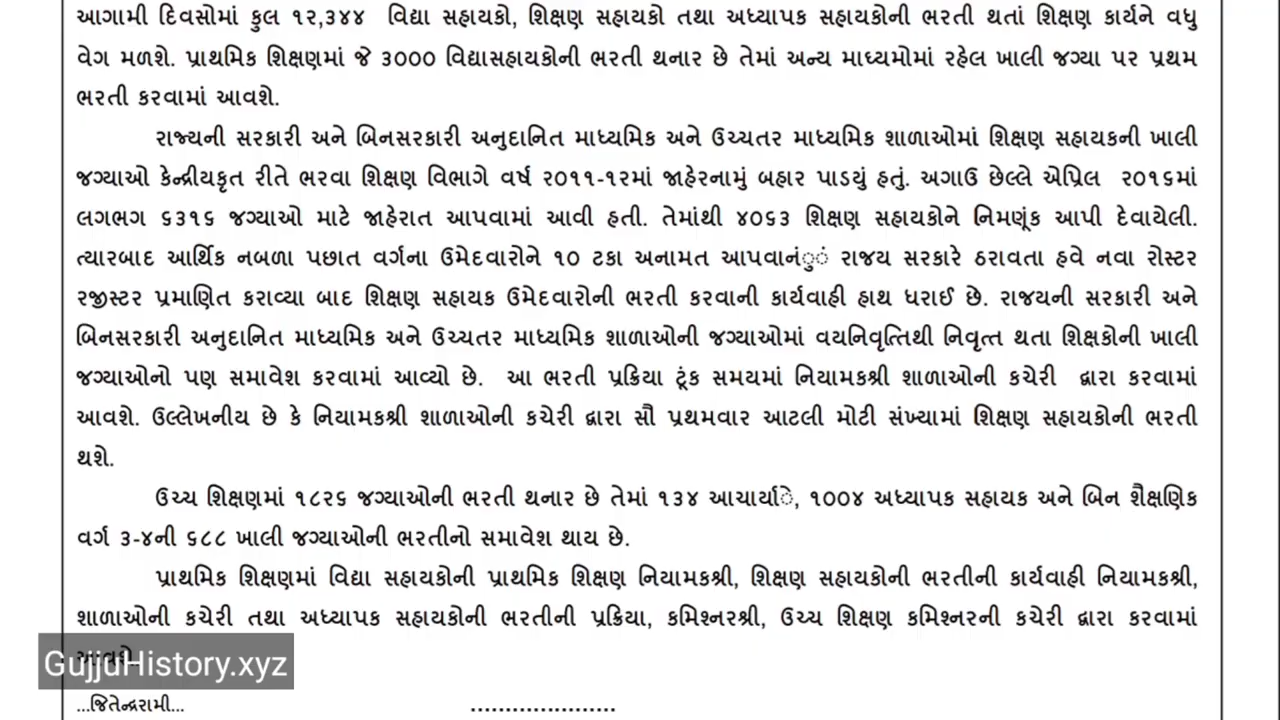 આગામી દિવસોમાં કુલ ૧૨,૩૪૪ વિદ્યા સહાયકો, શિક્ષણ સહાયકો તથા અધ્યાપક સહાયકોની ભરતી થતાં શિક્ષણ કાર્યને વધુ
વેગ મળશે. પ્રાથમિક શિક્ષણમાં જે ૩૦૦૦ વિદ્યાસહાયકોની ભરતી થનાર છે તેમાં અન્ય માધ્યમોમાં રહેલ ખાલી જગ્યા પર પ્રથમ
ભરતી કરવામાં આવશે.
રાજ્યની સરકારી અને બિનસરકારી અનુદાનિત માધ્યમિક અને ઉચ્ચતર માધ્યમિક શાળાઓમાં શિક્ષણ સહાયકની ખાલી
જગ્યાઓ કેન્દ્રીયકૃત રીતે ભરવા શિક્ષણ વિભાગે વર્ષ ૨૦૧૧-૧૨માં જાહેરનામું બહાર પાડયું હતું. અગાઉ છેલ્લે એપ્રિલ ૨૦૧૬માં
લગભગ ૬૩૧૬ જગ્યાઓ માટે જાહેરાત આપવામાં આવી હતી. તેમાંથી ૪૦૬૩ શિક્ષણ સહાયકોને નિમણૂંક આપી દેવાયેલી.
ત્યારબાદ આર્થિક નબળા પછાત વર્ગના ઉમેદવારોને ૧૦ ટકા અનામત આપવાનંુ રાજય સરકારે ઠરાવતા હવે નવા રોસ્ટર
રજીસ્ટર પ્રમાણિત કરાવ્યા બાદ શિક્ષણ સહાયક ઉમેદવારોની ભરતી કરવાની કાર્યવાહી હાથ ધરાઈ છે. રાજયની સરકારી અને
બિનસરકારી અનુદાનિત માધ્યમિક અને ઉચ્ચતર માધ્યમિક શાળાઓની જગ્યાઓમાં વયનિવૃત્તિથી નિવૃત્ત થતા શિક્ષકોની ખાલી
જગ્યાઓનો પણ સમાવેશ કરવામાં આવ્યો છે. આ ભરતી પ્રક્રિયા ટૂંક સમયમાં નિયામકશ્રી શાળાઓની કચેરી દ્વારા કરવામાં
આવશે. ઉલ્લેખનીય છે કે નિયામકશ્રી શાળાઓની કચેરી દ્વારા સૌ પ્રથમવાર આટલી મોટી સંખ્યામાં શિક્ષણ સહાયકોની ભરતી
થશે.
ઉચ્ચ શિક્ષણમાં ૧૮૨૬ જગ્યાઓની ભરતી થનાર છે તેમાં ૧૩૪ આચાર્યાે, ૧૦૦૪ અધ્યાપક સહાયક અને બિન શૈક્ષણિક
વર્ગ ૩-૪ની ૬૮૮ ખાલી જગ્યાઓની ભરતીનો સમાવેશ થાય છે.
પ્રાથમિક શિક્ષણમાં વિદ્યા સહાયકોની પ્રાથમિક શિક્ષણ નિયામકશ્રી, શિક્ષણ સહાયકોની ભરતીની કાર્યવાહી નિયામકશ્રી,
શાળાઓની કચેરી તથા અધ્યાપક સહાયકોની ભરતીની પ્રક્રિયા, કમિશ્નરશ્રી, ઉચ્ચ શિક્ષણ કમિશ્નરની કચેરી દ્વારા કરવામાં
આવશે.
GujjuHistory.xyz
...જિતેન્દ્રરામી... .....................